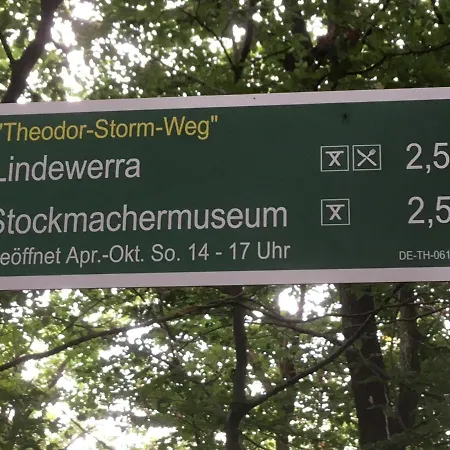 "Theodor-Storm-Weg"
Lindewerra 2,5
Stockmachermuseum 2,5
eöffnet Apr.-Okt. So. 14 - 17 Uhr DE-TH-061